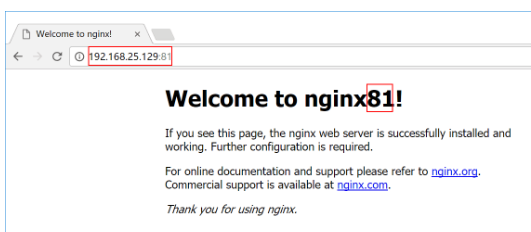 Welcome to nginx!
192.168.25.129:81
Welcome to nginx81!
If you see this page, the nginx web server is successfully installed and
working. Further configuration is required.
For online documentation and support please refer to nginx.org.
Commercial support is available at nginx.com.
Thank you for using nginx.